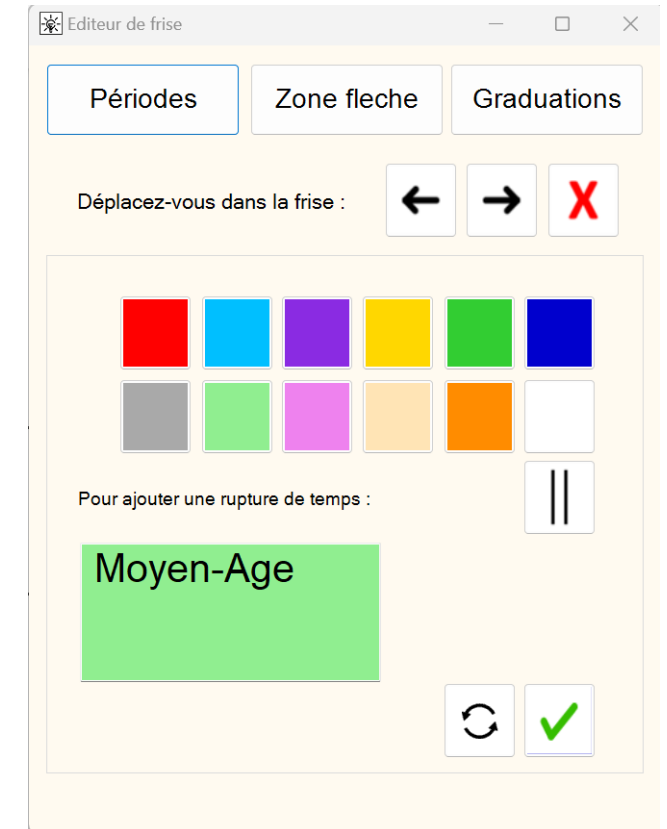 Editeur de frise
Périodes Zone fleche Graduations
Déplacez-vous dans la frise :
X
Pour ajouter une rupture de temps :
Moyen-Age